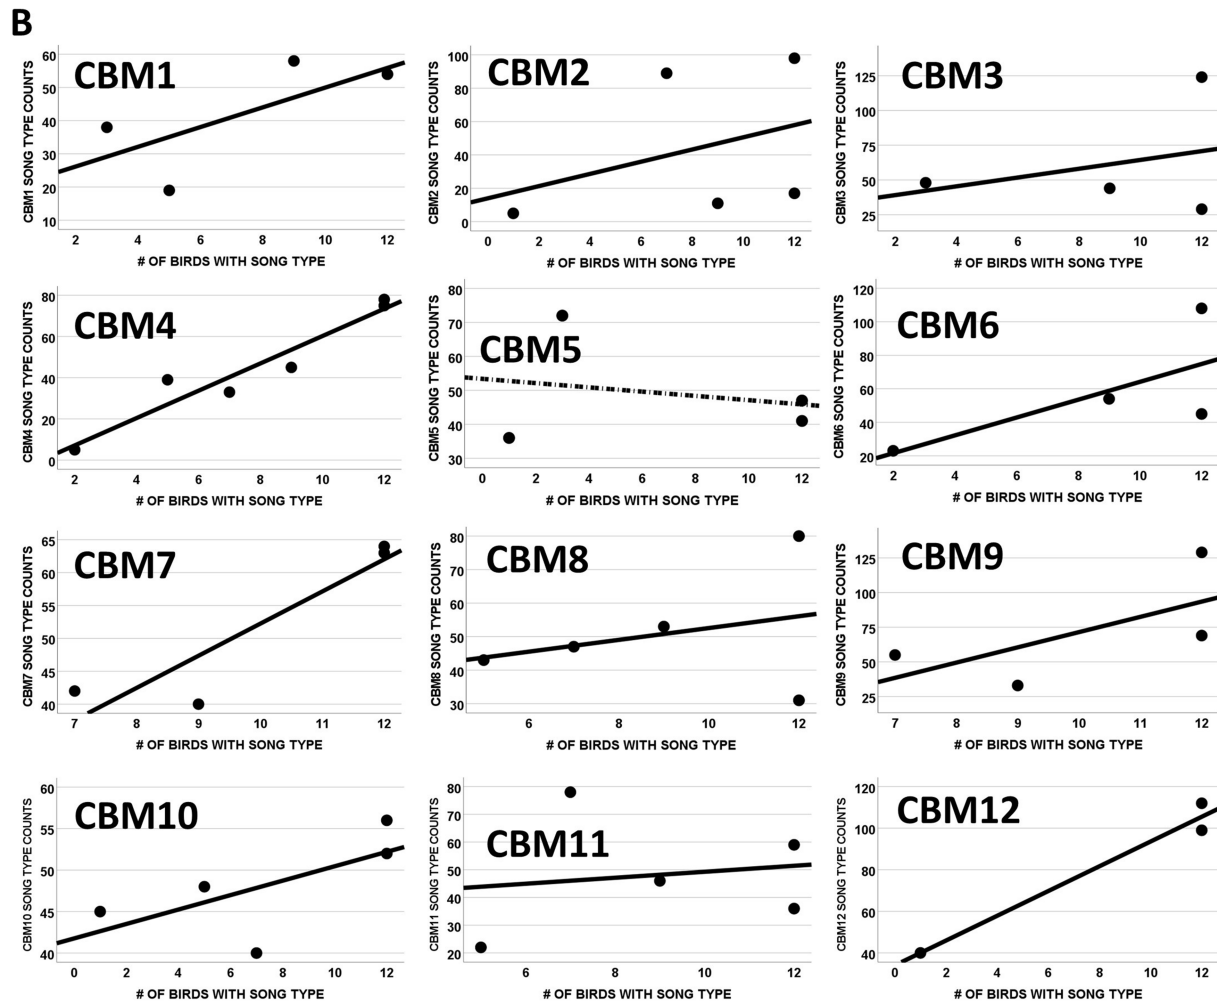 B
CBM1
CBM1 SONG TYPE COUNTS
60
50
40
30
20
10
2 4 6 8 10 12
# OF BIRDS WITH SONG TYPE
CBM2
CBM2 SONG TYPE COUNTS
100
80
60
40
20
0
0 2 4 6 8 10 12
# OF BIRDS WITH SONG TYPE
CBM3
CBM3 SONG TYPE COUNTS
125
100
75
50
25
2 4 6 8 10 12
# OF BIRDS WITH SONG TYPE
CBM4
CBM4 SONG TYPE COUNTS
80
60
40
20
0
2 4 6 8 10 12
# OF BIRDS WITH SONG TYPE
CBM5
CBM5 SONG TYPE COUNTS
80
70
60
50
40
30
0 2 4 6 8 10 12
# OF BIRDS WITH SONG TYPE
CBM6
CBM6 SONG TYPE COUNTS
120
100
80
60
40
20
2 4 6 8 10 12
# OF BIRDS WITH SONG TYPE
CBM7
CBM7 SONG TYPE COUNTS
65
60
55
50
45
40
7 8 9 10 11 12
# OF BIRDS WITH SONG TYPE
CBM8
CBM8 SONG TYPE COUNTS
80
70
60
50
40
30
6 8 10 12
# OF BIRDS WITH SONG TYPE
CBM9
CBM9 SONG TYPE COUNTS
125
100
75
50
25
7 8 9 10 11 12
# OF BIRDS WITH SONG TYPE
CBM10
CBM10 SONG TYPE COUNTS
60
55
50
45
40
0 2 4 6 8 10 12
# OF BIRDS WITH SONG TYPE
CBM11
CBM11 SONG TYPE COUNTS
80
70
60
50
40
30
20
6 8 10 12
# OF BIRDS WITH SONG TYPE
CBM12
CBM12 SONG TYPE COUNTS
120
100
80
60
40
0 2 4 6 8 10 12
# OF BIRDS WITH SONG TYPE